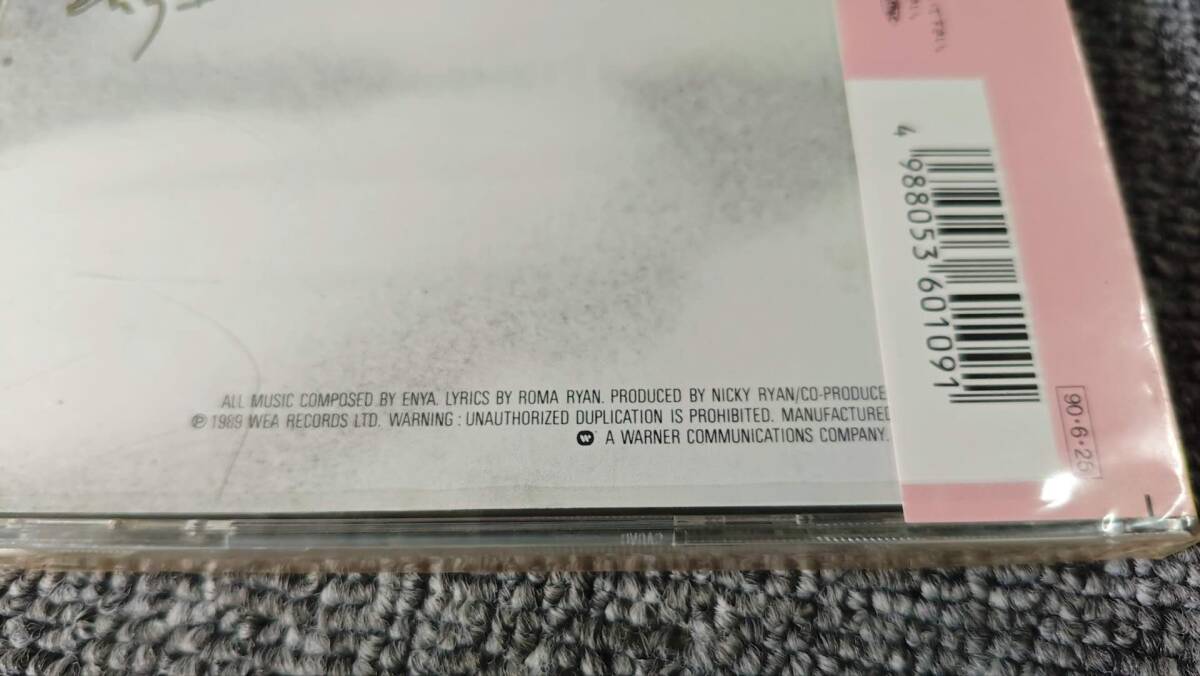 ALL MUSIC COMPOSED BY ENYA. LYRICS BY ROMA RYAN. PRODUCED BY NICKY RYAN/CO-PRODUCE
℗ 1989 WEA RECORDS LTD. WARNING : UNAUTHORIZED DUPLICATION IS PROHIBITED. MANUFACTURED
A WARNER COMMUNICATIONS COMPANY.
4 988053 601091
90·6·25